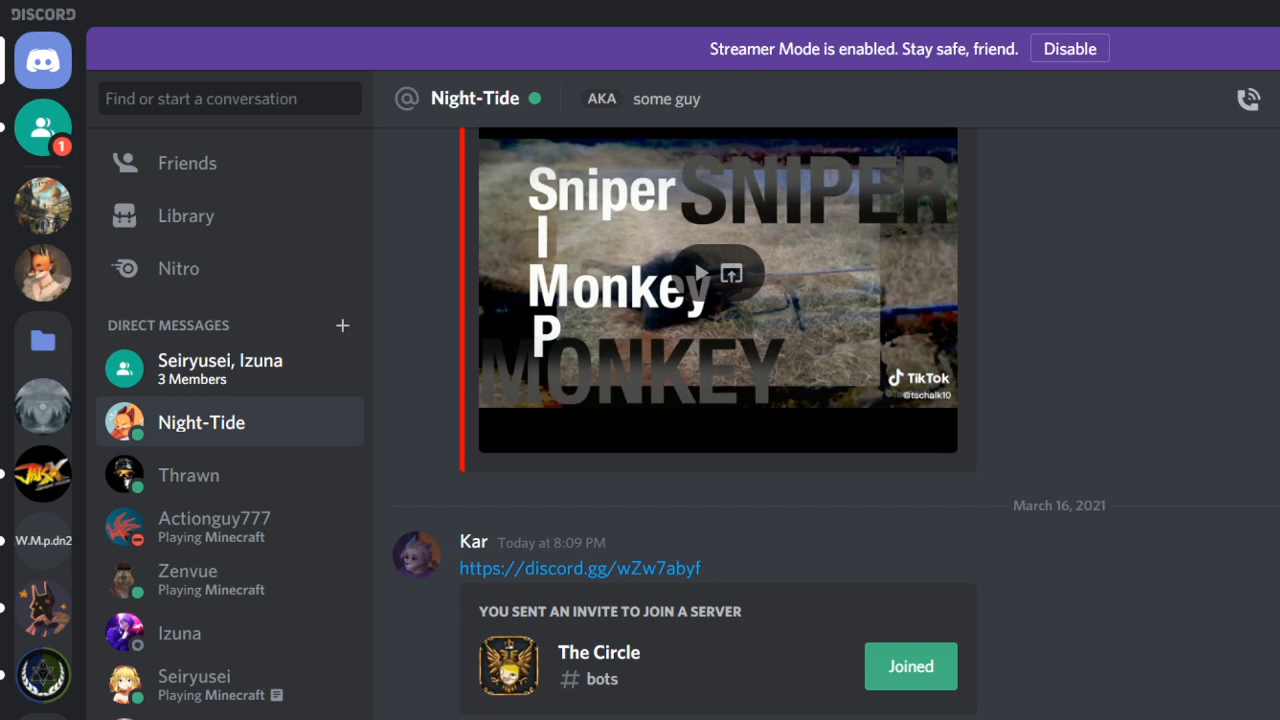 DISCORD
Streamer Mode is enabled. Stay safe, friend.
Disable
Find or start a conversation
@ Night-Tide
AKA some guy
1
Friends
Library
Nitro
DIRECT MESSAGES +
Seiryusei, Izuna
3 Members
Night-Tide
Thrawn
Actionguy777
Playing Minecraft
Zenvue
Playing Minecraft
Izuna
Seiryusei
Playing Minecraft
JAK X
W.M.p.dn2
SNIPER
Sniper
I
Monkey
P
MONKEY
TikTok
@tschalk10
March 16, 2021
Kar Today at 8:09 PM
https://discord.gg/wZw7abyf
YOU SENT AN INVITE TO JOIN A SERVER
The Circle
# bots
Joined